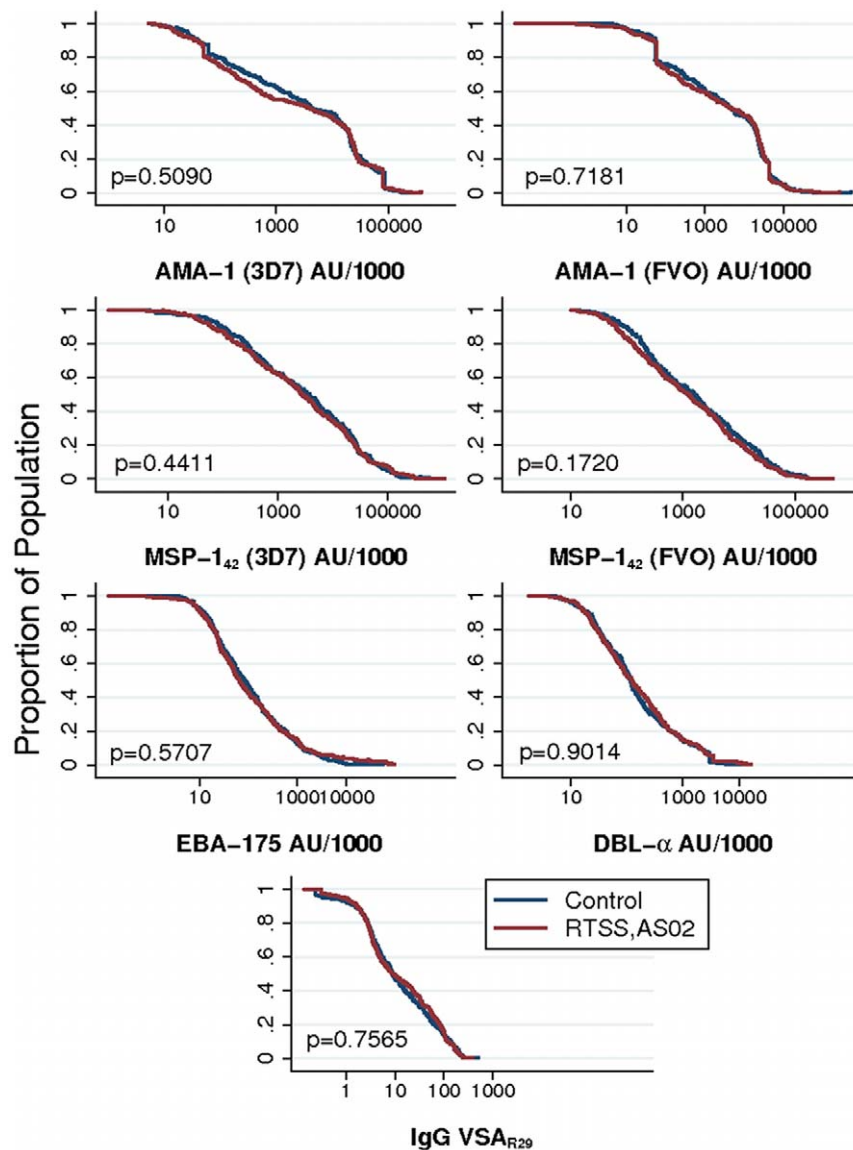 Proportion of Population
1
.8
.6
.4
.2
0
p=0.5090
10 1000 100000
AMA−1 (3D7) AU/1000
p=0.7181
10 1000 100000
AMA−1 (FVO) AU/1000
1
.8
.6
.4
.2
0
1
.8
.6
.4
.2
0
p=0.4411
10 1000 100000
MSP−1₄₂ (3D7) AU/1000
1
.8
.6
.4
.2
0
p=0.1720
10 1000 100000
MSP−1₄₂ (FVO) AU/1000
1
.8
.6
.4
.2
0
p=0.5707
10 100010000
EBA−175 AU/1000
1
.8
.6
.4
.2
0
p=0.9014
10 1000 10000
DBL−α AU/1000
1
.8
.6
.4
.2
0
p=0.7565
1 10 100 1000
IgG VSA_R29
Control
RTSS,AS02